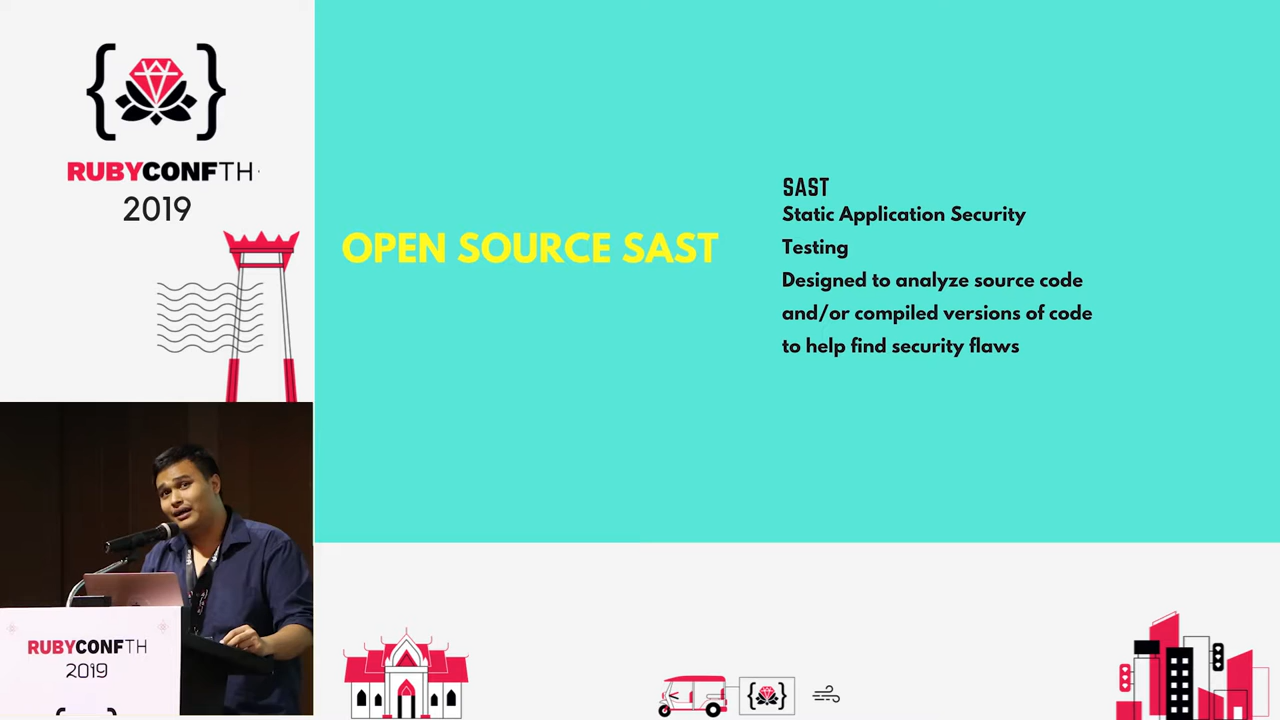 RUBYCONFTH
2019
OPEN SOURCE SAST
SAST
Static Application Security
Testing
Designed to analyze source code
and/or compiled versions of code
to help find security flaws
RUBYCONFTH
2019